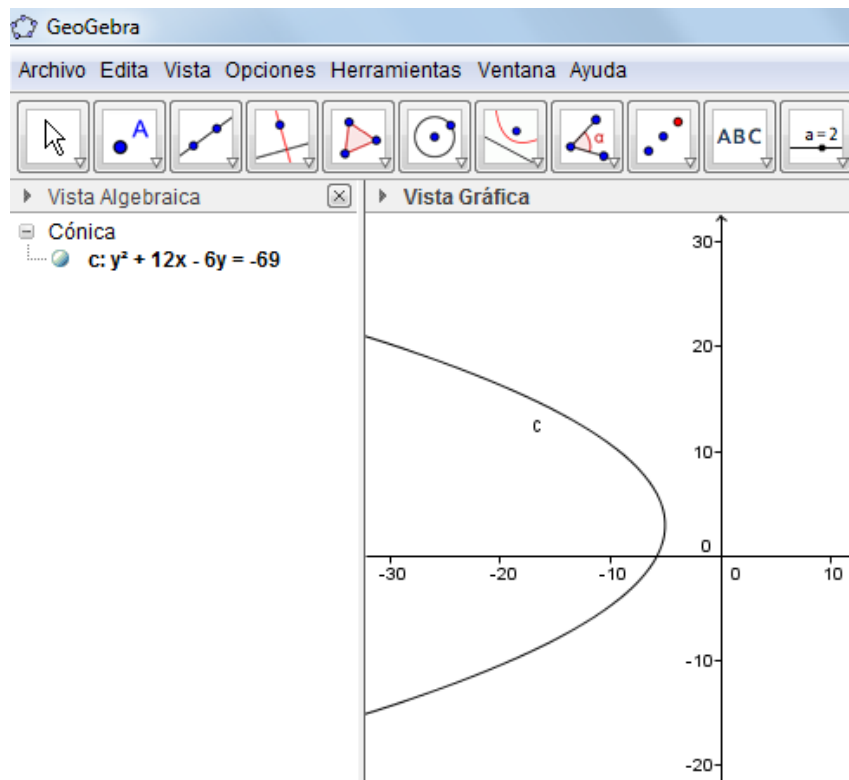 GeoGebra
Archivo Edita Vista Opciones Herramientas Ventana Ayuda
A
α
ABC
a=2
Vista Algebraica
Vista Gráfica
Cónica
c: y² + 12x - 6y = -69
30
20
c
10
0
-30 -20 -10 0 10
-10
-20